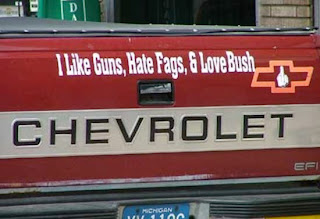 D
A
I Like Guns, Hate Fags, & Love Bush
CHEVROLET
EFI
MICHIGAN